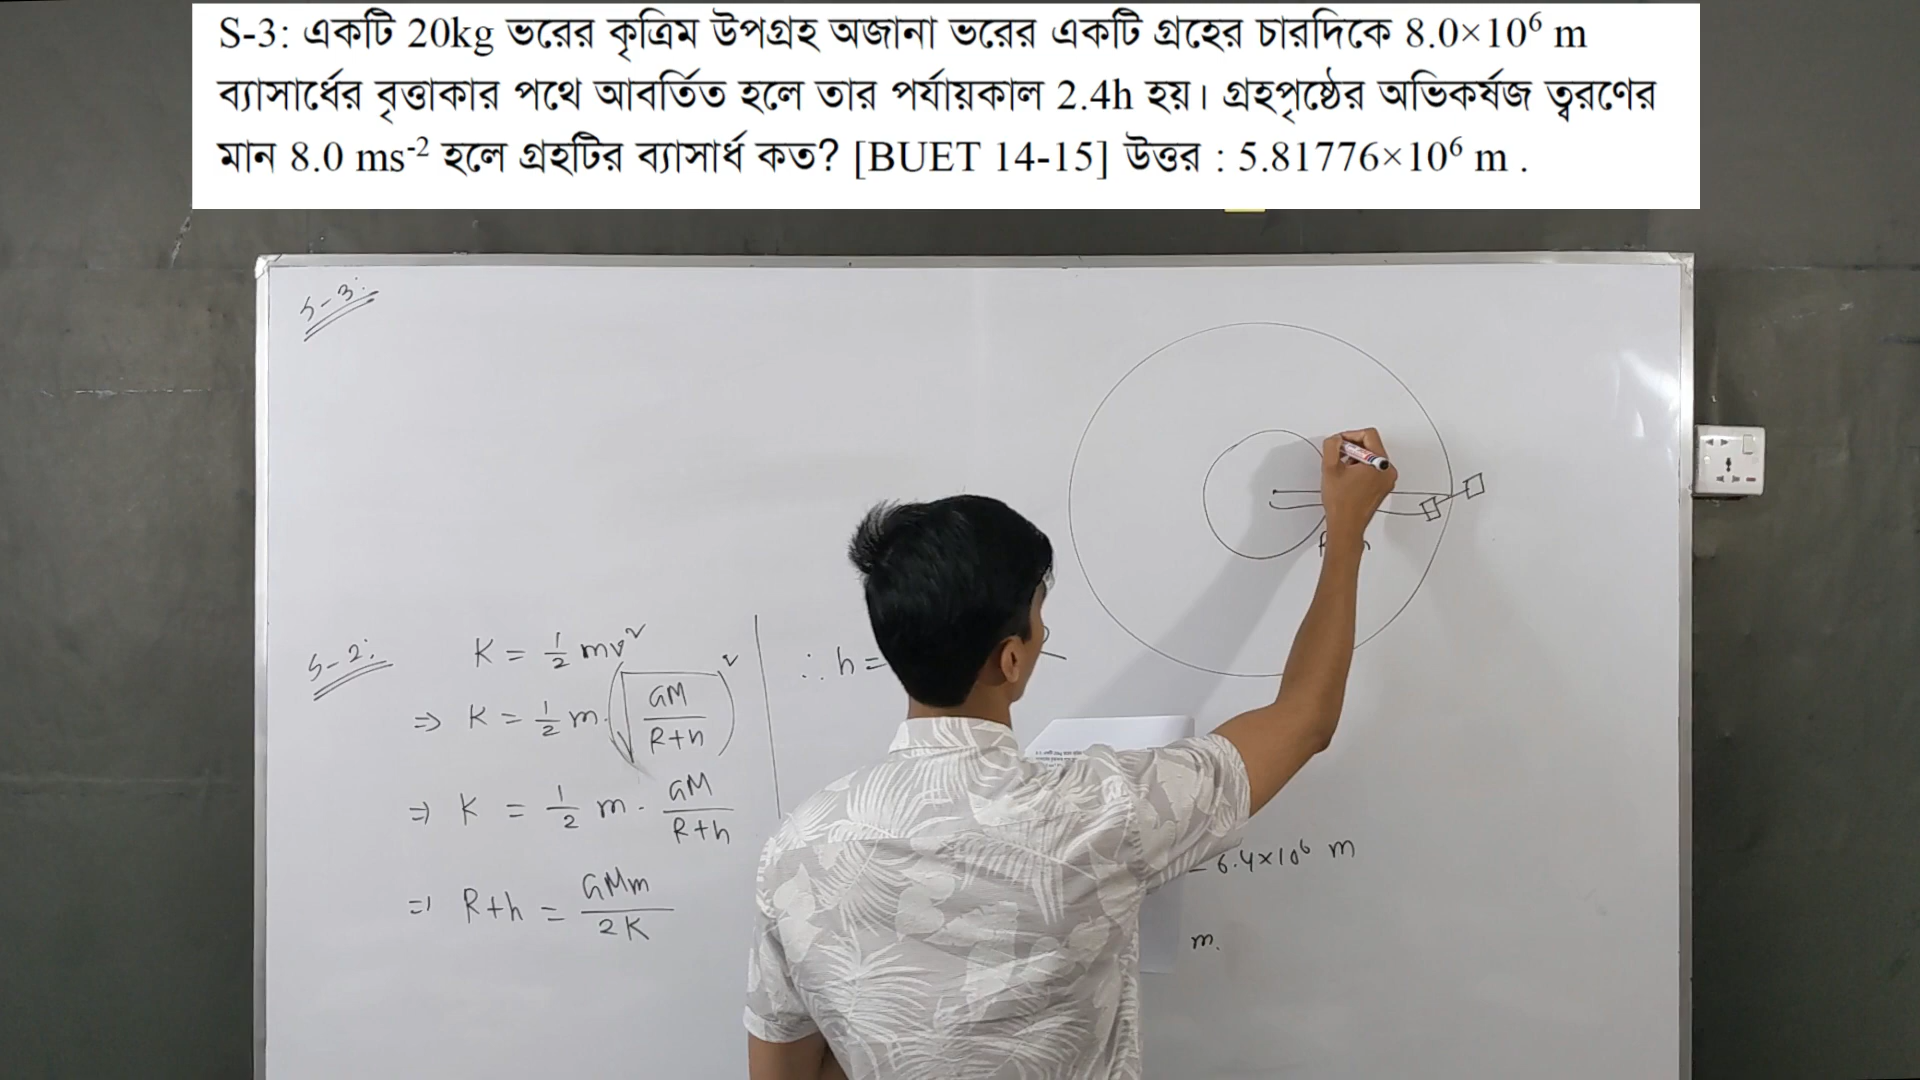 S-3: একটি 20kg ভরের কৃত্রিম উপগ্রহ অজানা ভরের একটি গ্রহের চারদিকে 8.0×10⁶ m
ব্যাসার্ধের বৃত্তাকার পথে আবর্তিত হলে তার পর্যায়কাল 2.4h হয়। গ্রহপৃষ্ঠের অভিকর্ষজ ত্বরণের
মান 8.0 ms⁻² হলে গ্রহটির ব্যাসার্ধ কত? [BUET 14-15] উত্তর : 5.81776×10⁶ m .
S-3:
S-2: K = 1/2 mv²
⇒ K = 1/2 m·(√(GM/(R+h)))²
⇒ K = 1/2 m · GM/(R+h)
⇒ R+h = GMm/2K
∴ h =
6.4×10⁶ m
m.